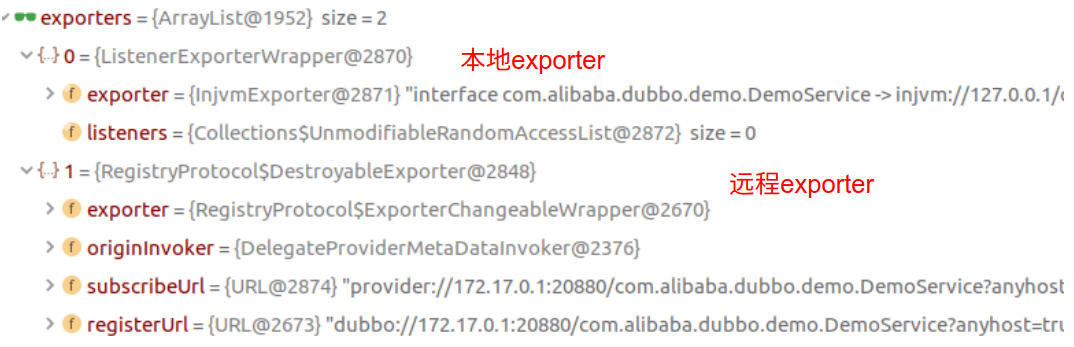 exporters = {ArrayList@1952} size = 2
0 = {ListenerExporterWrapper@2870}
本地exporter
exporter = {InjvmExporter@2871} "interface com.alibaba.dubbo.demo.DemoService -> injvm://127.0.0.1/
f listeners = {Collections$UnmodifiableRandomAccessList@2872} size = 0
1 = {RegistryProtocol$DestroyableExporter@2848}
远程exporter
f exporter = {RegistryProtocol$ExporterChangeableWrapper@2670}
f originInvoker = {DelegateProviderMetaDataInvoker@2376}
f subscribeUrl = {URL@2874} "provider://172.17.0.1:20880/com.alibaba.dubbo.demo.DemoService?anyhost
f registerUrl = {URL@2673} "dubbo://172.17.0.1:20880/com.alibaba.dubbo.demo.DemoService?anyhost=tru